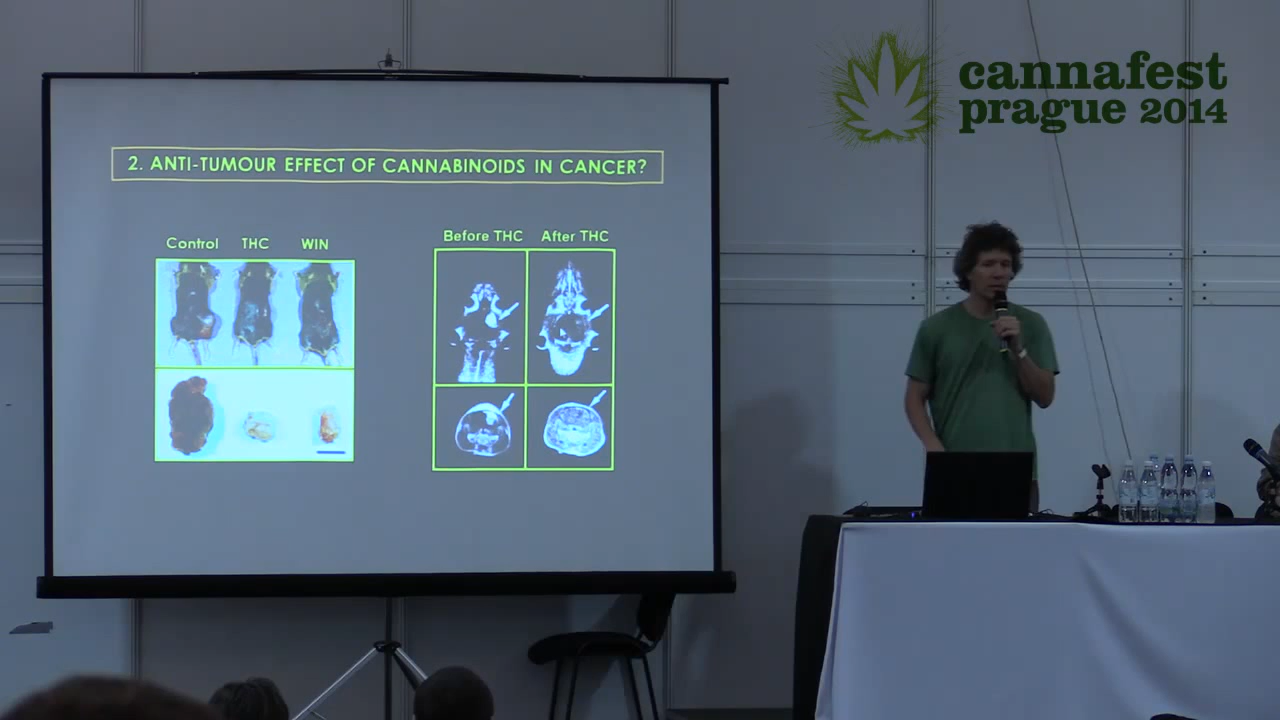 cannafest
prague 2014
2. ANTI-TUMOUR EFFECT OF CANNABINOIDS IN CANCER?
Control THC WIN
Before THC After THC